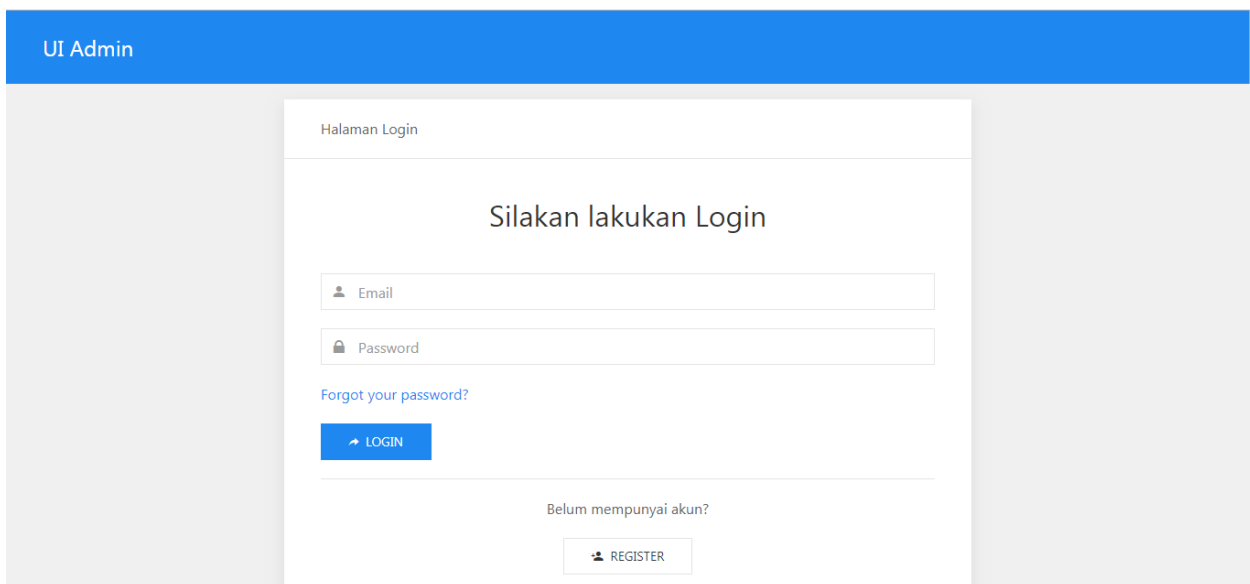 UI Admin
Halaman Login
Silakan lakukan Login
Email
Password
Forgot your password?
LOGIN
Belum mempunyai akun?
REGISTER